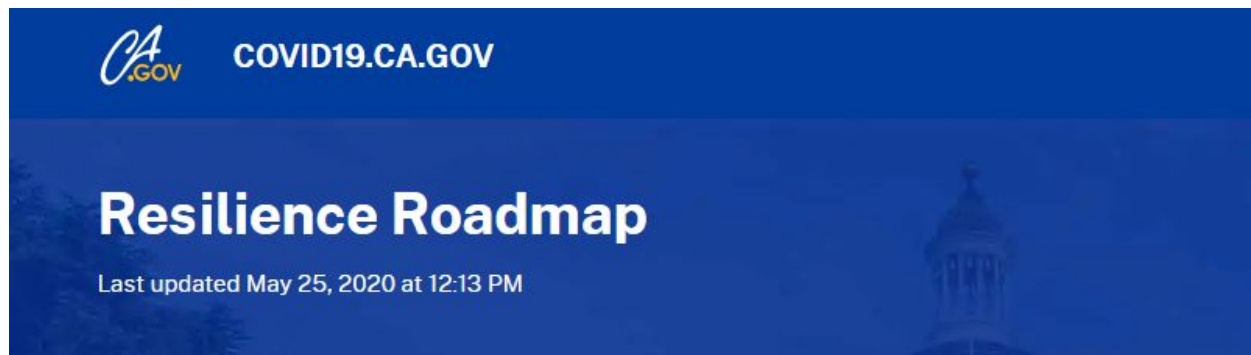 CA
.GOV
COVID19.CA.GOV
Resilience Roadmap
Last updated May 25, 2020 at 12:13 PM